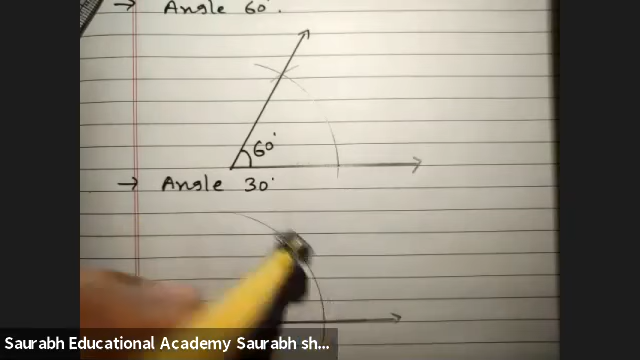 → Angle 60°.
60°
→ Angle 30°
Saurabh Educational Academy Saurabh sh...